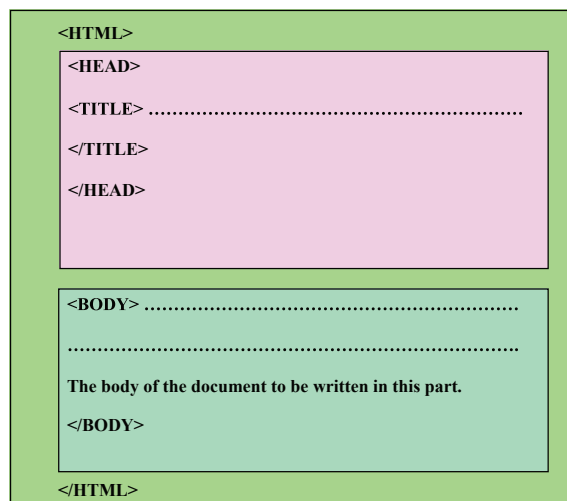 <HTML>
<HEAD>
<TITLE> ...............................................................
</TITLE>
</HEAD>
<BODY> ...............................................................
............................................................................
The body of the document to be written in this part.
</BODY>
</HTML>